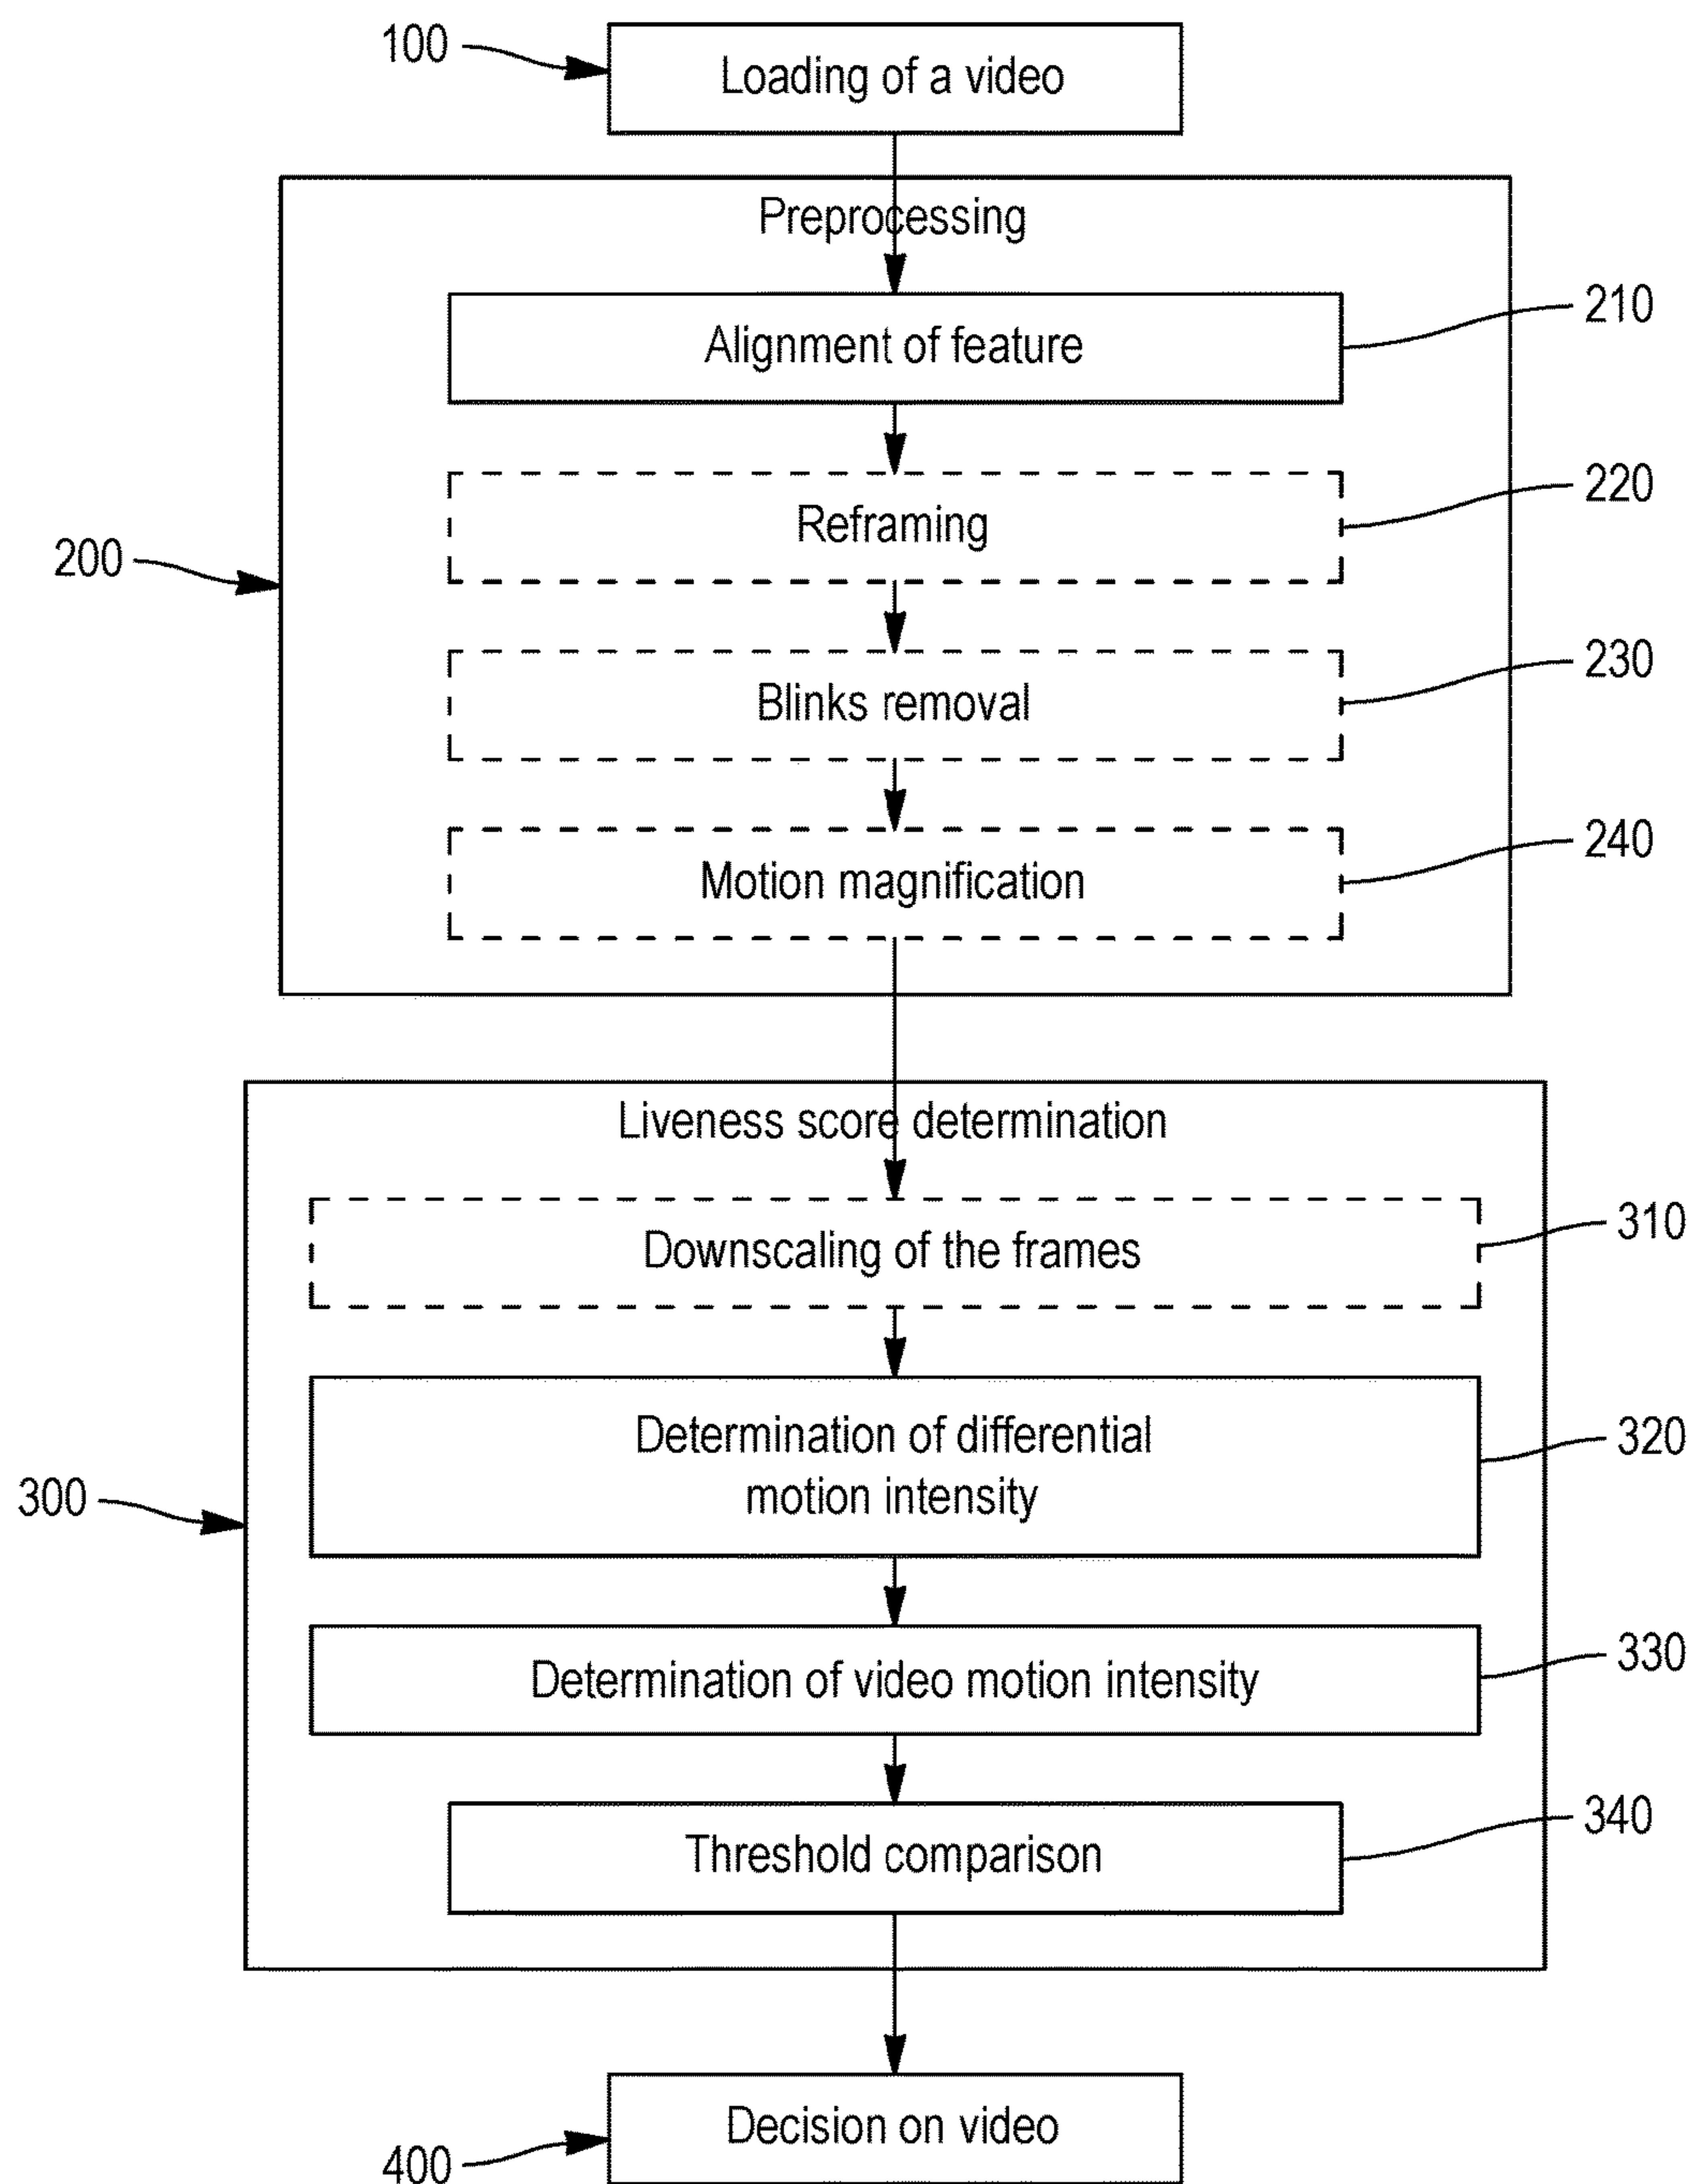 100
Loading of a video
Preprocessing
Alignment of feature
210
Reframing
220
200
Blinks removal
230
Motion magnification
240
Liveness score determination
Downscaling of the frames
310
Determination of differential
motion intensity
320
300
Determination of video motion intensity
330
Threshold comparison
340
Decision on video
400